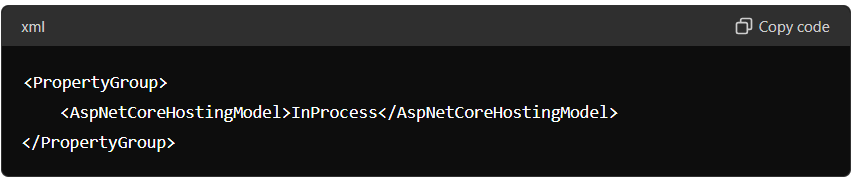 xml
Copy code
<PropertyGroup>
    <AspNetCoreHostingModel>InProcess</AspNetCoreHostingModel>
</PropertyGroup>